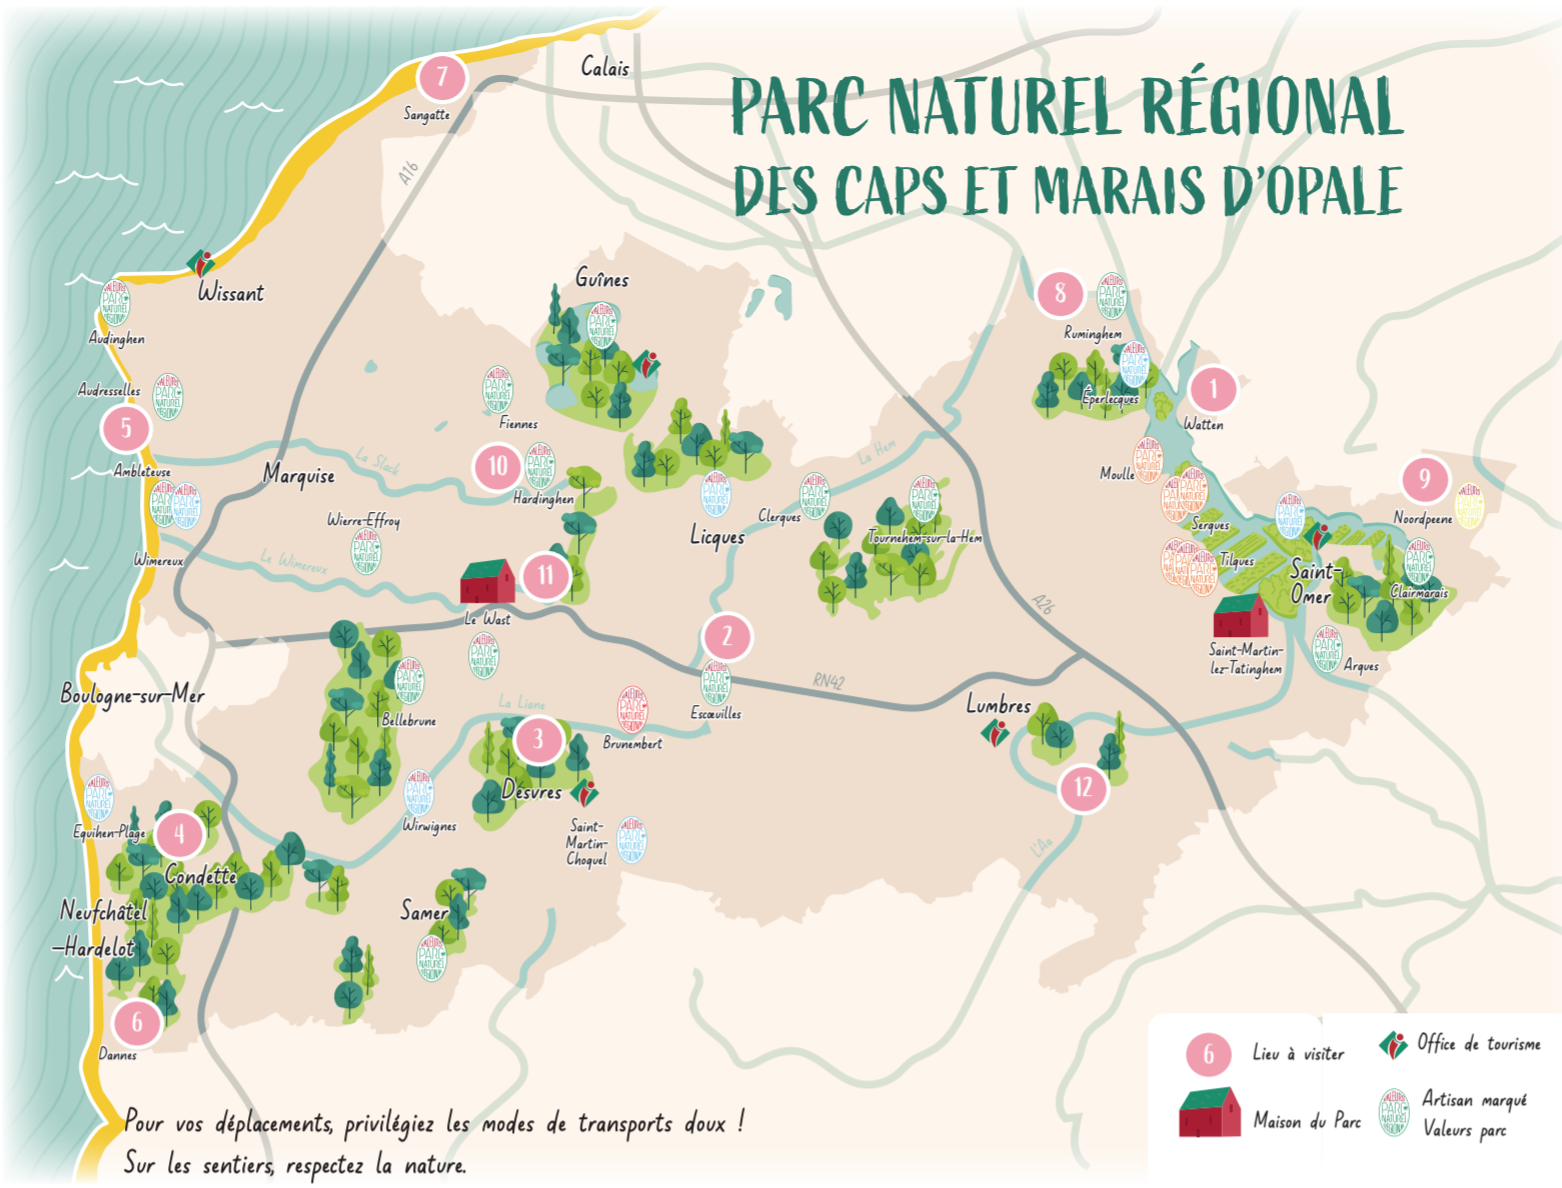 PARC NATUREL RÉGIONAL
DES CAPS ET MARAIS D'OPALE
Calais
7
Sangatte
A16
Wissant
Guînes
8
Ruminghem
Audinghen
Audresselles
5
Ambleteuse
Fiennes
Éperlecques
1
Watten
La Slack
Marquise
10
Hardinghen
La Hem
Moulle
9
Noordpeene
Wierre-Effroy
Licques
Clerques
Tournehem-sur-la-Hem
Serques
Wimereux
Le Wimereux
11
Le Wast
Tilques
Saint-
Omer
Clairmarais
A26
2
Escœuilles
RN42
Saint-Martin-
lez-Tatinghem
Arques
Boulogne-sur-Mer
Bellebrune
La Liane
Brunembert
Lumbres
3
Desvres
12
Equihen-Plage
4
Condette
Wirwignes
Saint-
Martin-
Choquel
L'Aa
Neufchâtel
-Hardelot
Samer
6
Dannes
Pour vos déplacements, privilégiez les modes de transports doux !
Sur les sentiers, respectez la nature.
6
Lieu à visiter
Office de tourisme
Maison du Parc
Artisan marqué
Valeurs parc